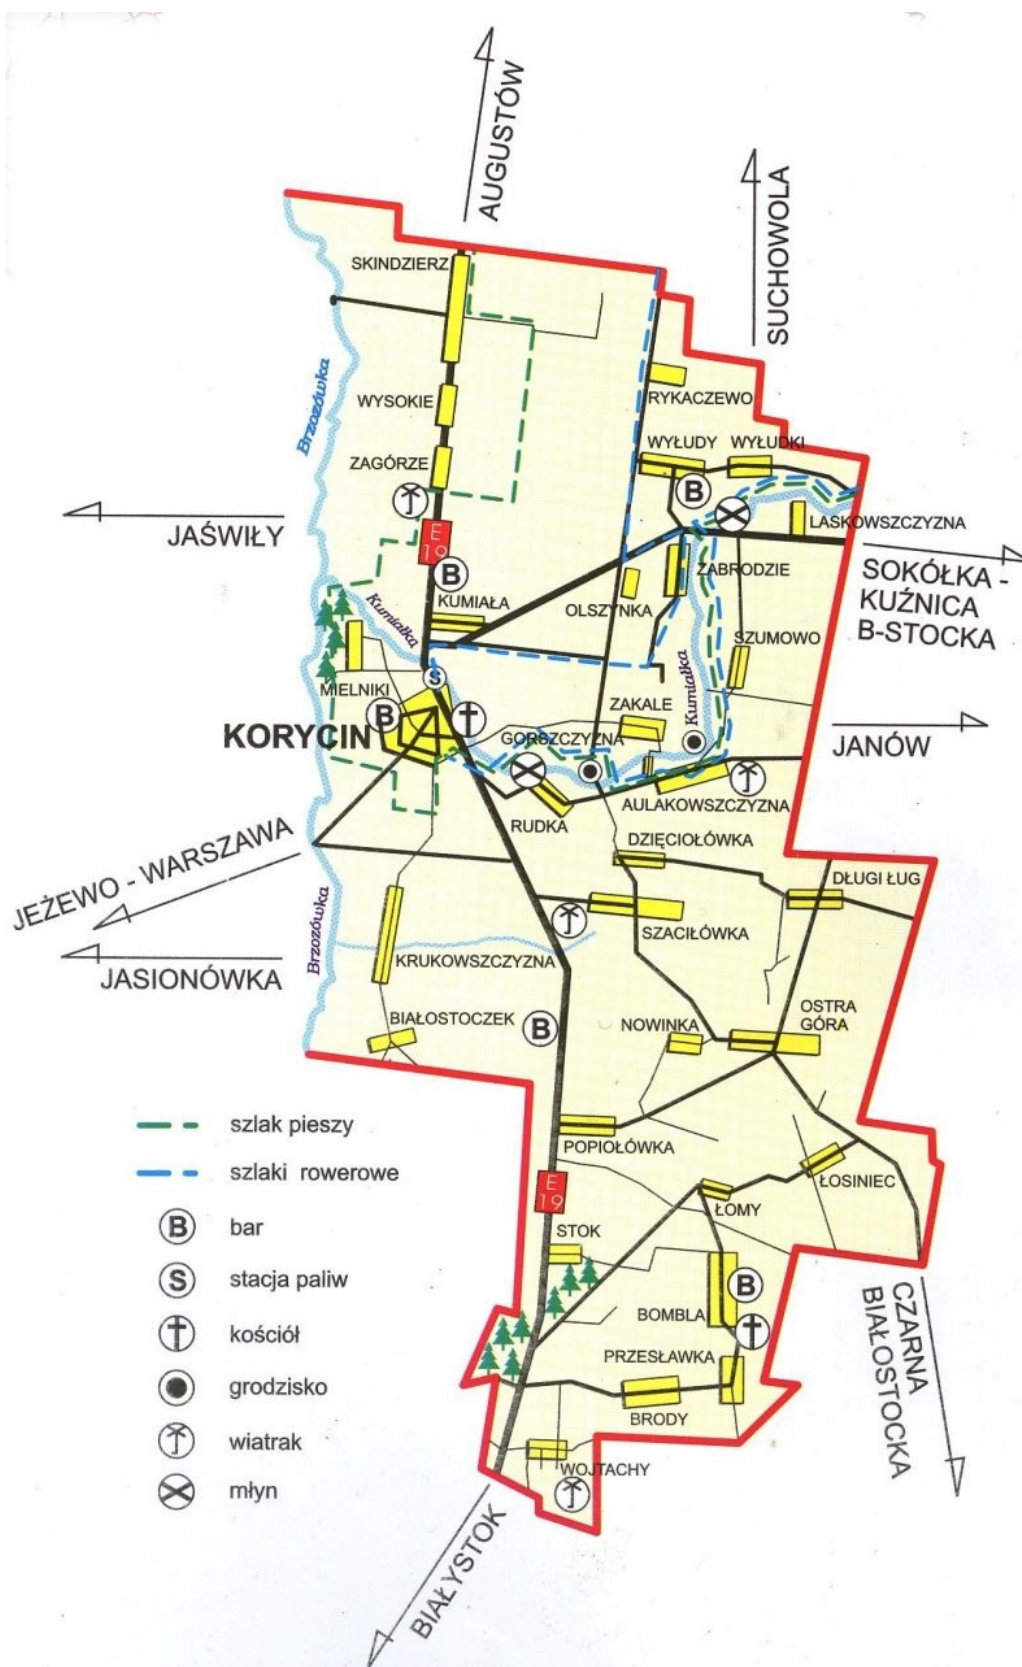 AUGUSTÓW
SUCHOWOLA
SKINDZIERZ
Brzozówka
WYSOKIE
RYKACZEWO
ZAGÓRZE
WYŁUDY
WYŁUDKI
B
JAŚWIŁY
LASKOWSZCZYZNA
E
19
B
ZABRODZIE
SOKÓŁKA -
KUŹNICA
B-STOCKA
KUMIAŁA
OLSZYNKA
Kumiałka
SZUMOWO
Kumiałka
S
MIELNIKI
ZAKALE
B
KORYCIN
GORSZCZYZNA
JANÓW
RUDKA
AULAKOWSZCZYZNA
JEŻEWO - WARSZAWA
DZIĘCIOŁÓWKA
DŁUGI ŁUG
Brzozówka
SZACIŁÓWKA
JASIONÓWKA
KRUKOWSZCZYZNA
BIAŁOSTOCZEK
B
NOWINKA
OSTRA
GÓRA
POPIOŁÓWKA
E
19
ŁOSINIEC
ŁOMY
STOK
B
BOMBLA
CZARNA
BIAŁOSTOCKA
PRZESŁAWKA
BRODY
WOJTACHY
BIAŁYSTOK
szlak pieszy
szlaki rowerowe
B bar
S stacja paliw
kościół
grodzisko
wiatrak
młyn